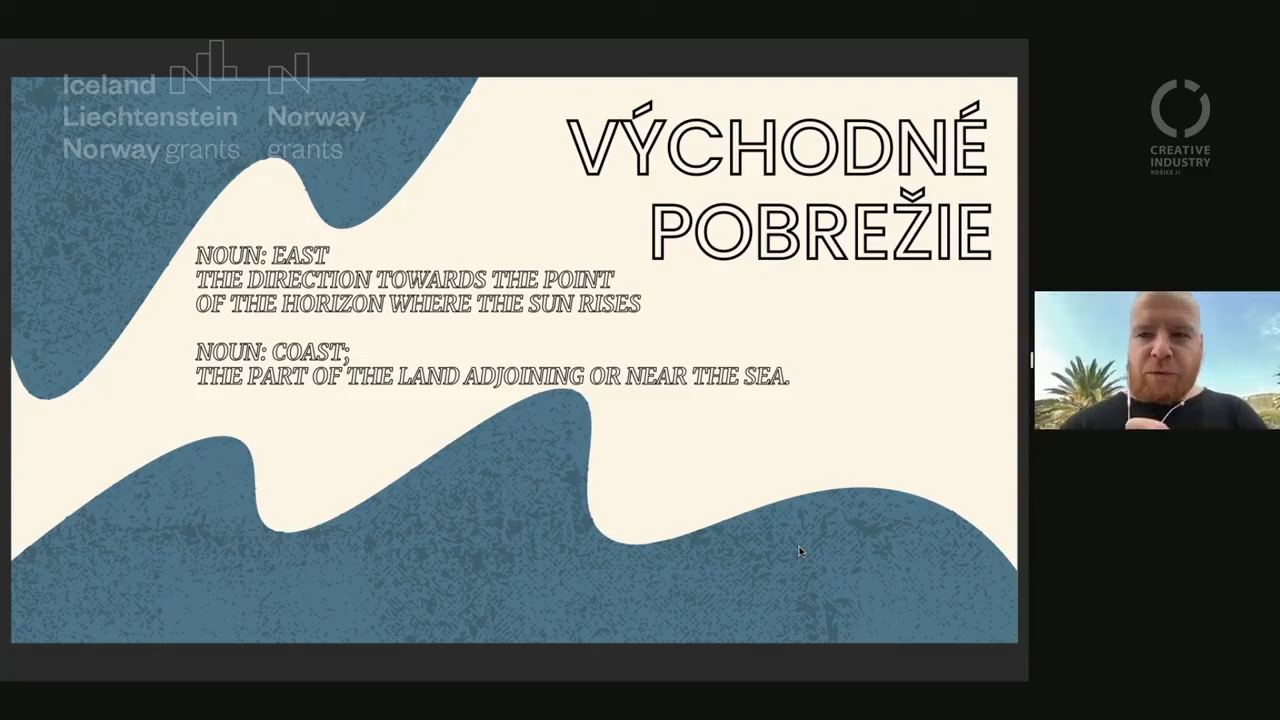 Iceland
Liechtenstein
Norway grants
Norway
grants
VÝCHODNÉ
POBREŽIE
NOUN: EAST
THE DIRECTION TOWARDS THE POINT
OF THE HORIZON WHERE THE SUN RISES
NOUN: COAST;
THE PART OF THE LAND ADJOINING OR NEAR THE SEA.
CREATIVE
INDUSTRY
KOŠICE //